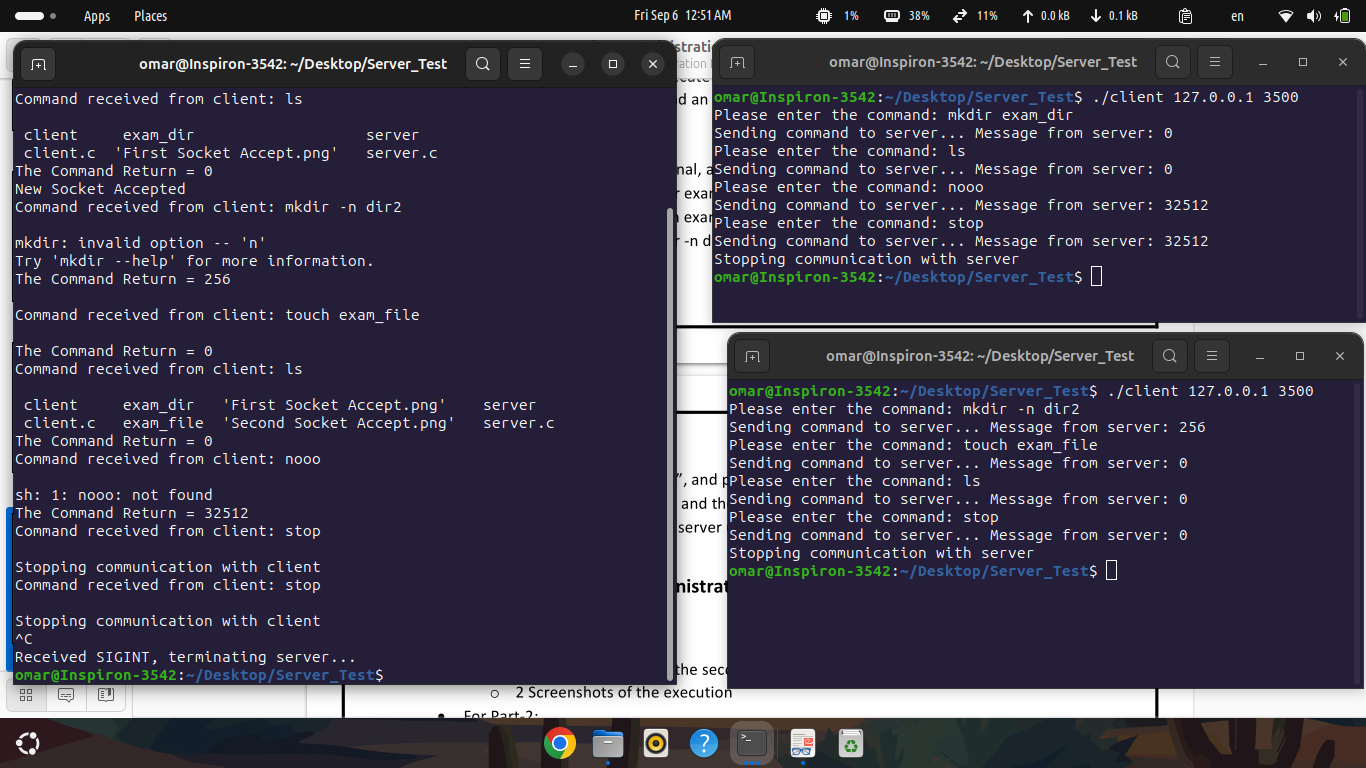 Apps Places Fri Sep 6 12:51 AM 1% 38% 11% 0.0 kB 0.1 kB en
omar@Inspiron-3542: ~/Desktop/Server_Test
Command received from client: ls
client exam_dir server
client.c 'First Socket Accept.png' server.c
The Command Return = 0
New Socket Accepted
Command received from client: mkdir -n dir2
mkdir: invalid option -- 'n'
Try 'mkdir --help' for more information.
The Command Return = 256
Command received from client: touch exam_file
The Command Return = 0
Command received from client: ls
client exam_dir 'First Socket Accept.png' server
client.c exam_file 'Second Socket Accept.png' server.c
The Command Return = 0
Command received from client: nooo
sh: 1: nooo: not found
The Command Return = 32512
Command received from client: stop
Stopping communication with client
Command received from client: stop
Stopping communication with client
^C
Received SIGINT, terminating server...
omar@Inspiron-3542:~/Desktop/Server_Test$
omar@Inspiron-3542: ~/Desktop/Server_Test
omar@Inspiron-3542:~/Desktop/Server_Test$ ./client 127.0.0.1 3500
Please enter the command: mkdir exam_dir
Sending command to server... Message from server: 0
Please enter the command: ls
Sending command to server... Message from server: 0
Please enter the command: nooo
Sending command to server... Message from server: 32512
Please enter the command: stop
Sending command to server... Message from server: 32512
Stopping communication with server
omar@Inspiron-3542:~/Desktop/Server_Test$
omar@Inspiron-3542: ~/Desktop/Server_Test
omar@Inspiron-3542:~/Desktop/Server_Test$ ./client 127.0.0.1 3500
Please enter the command: mkdir -n dir2
Sending command to server... Message from server: 256
Please enter the command: touch exam_file
Sending command to server... Message from server: 0
Please enter the command: ls
Sending command to server... Message from server: 0
Please enter the command: stop
Sending command to server... Message from server: 0
Stopping communication with server
omar@Inspiron-3542:~/Desktop/Server_Test$
d an
nal, a
r exa
n exar
r -n d
", and p
and th
server
nistrat
the seco
o 2 Screenshots of the execution
• For Part-2: